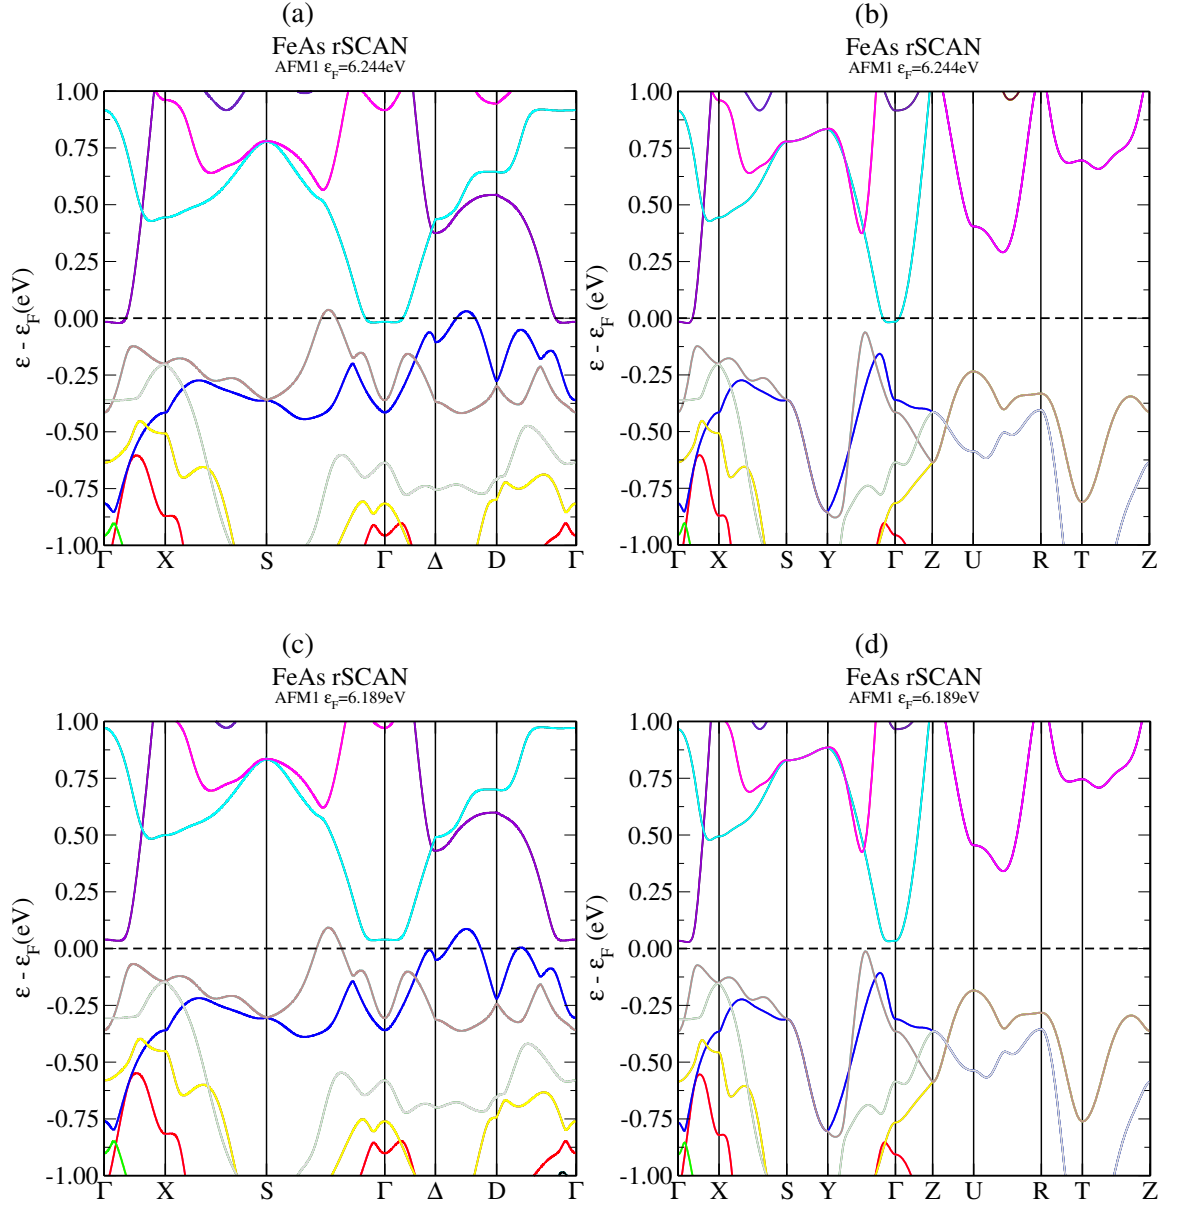 (a)
FeAs rSCAN
AFM1 ε_F=6.244eV
1.00
0.75
0.50
0.25
0.00
-0.25
-0.50
-0.75
-1.00
ε - ε_F(eV)
Γ X S Γ Δ D Γ
(b)
FeAs rSCAN
AFM1 ε_F=6.244eV
1.00
0.75
0.50
0.25
0.00
-0.25
-0.50
-0.75
-1.00
ε - ε_F (eV)
Γ X S Y Γ Z U R T Z
(c)
FeAs rSCAN
AFM1 ε_F=6.189eV
1.00
0.75
0.50
0.25
0.00
-0.25
-0.50
-0.75
-1.00
ε - ε_F(eV)
Γ X S Γ Δ D Γ
(d)
FeAs rSCAN
AFM1 ε_F=6.189eV
1.00
0.75
0.50
0.25
0.00
-0.25
-0.50
-0.75
-1.00
ε - ε_F (eV)
Γ X S Y Γ Z U R T Z